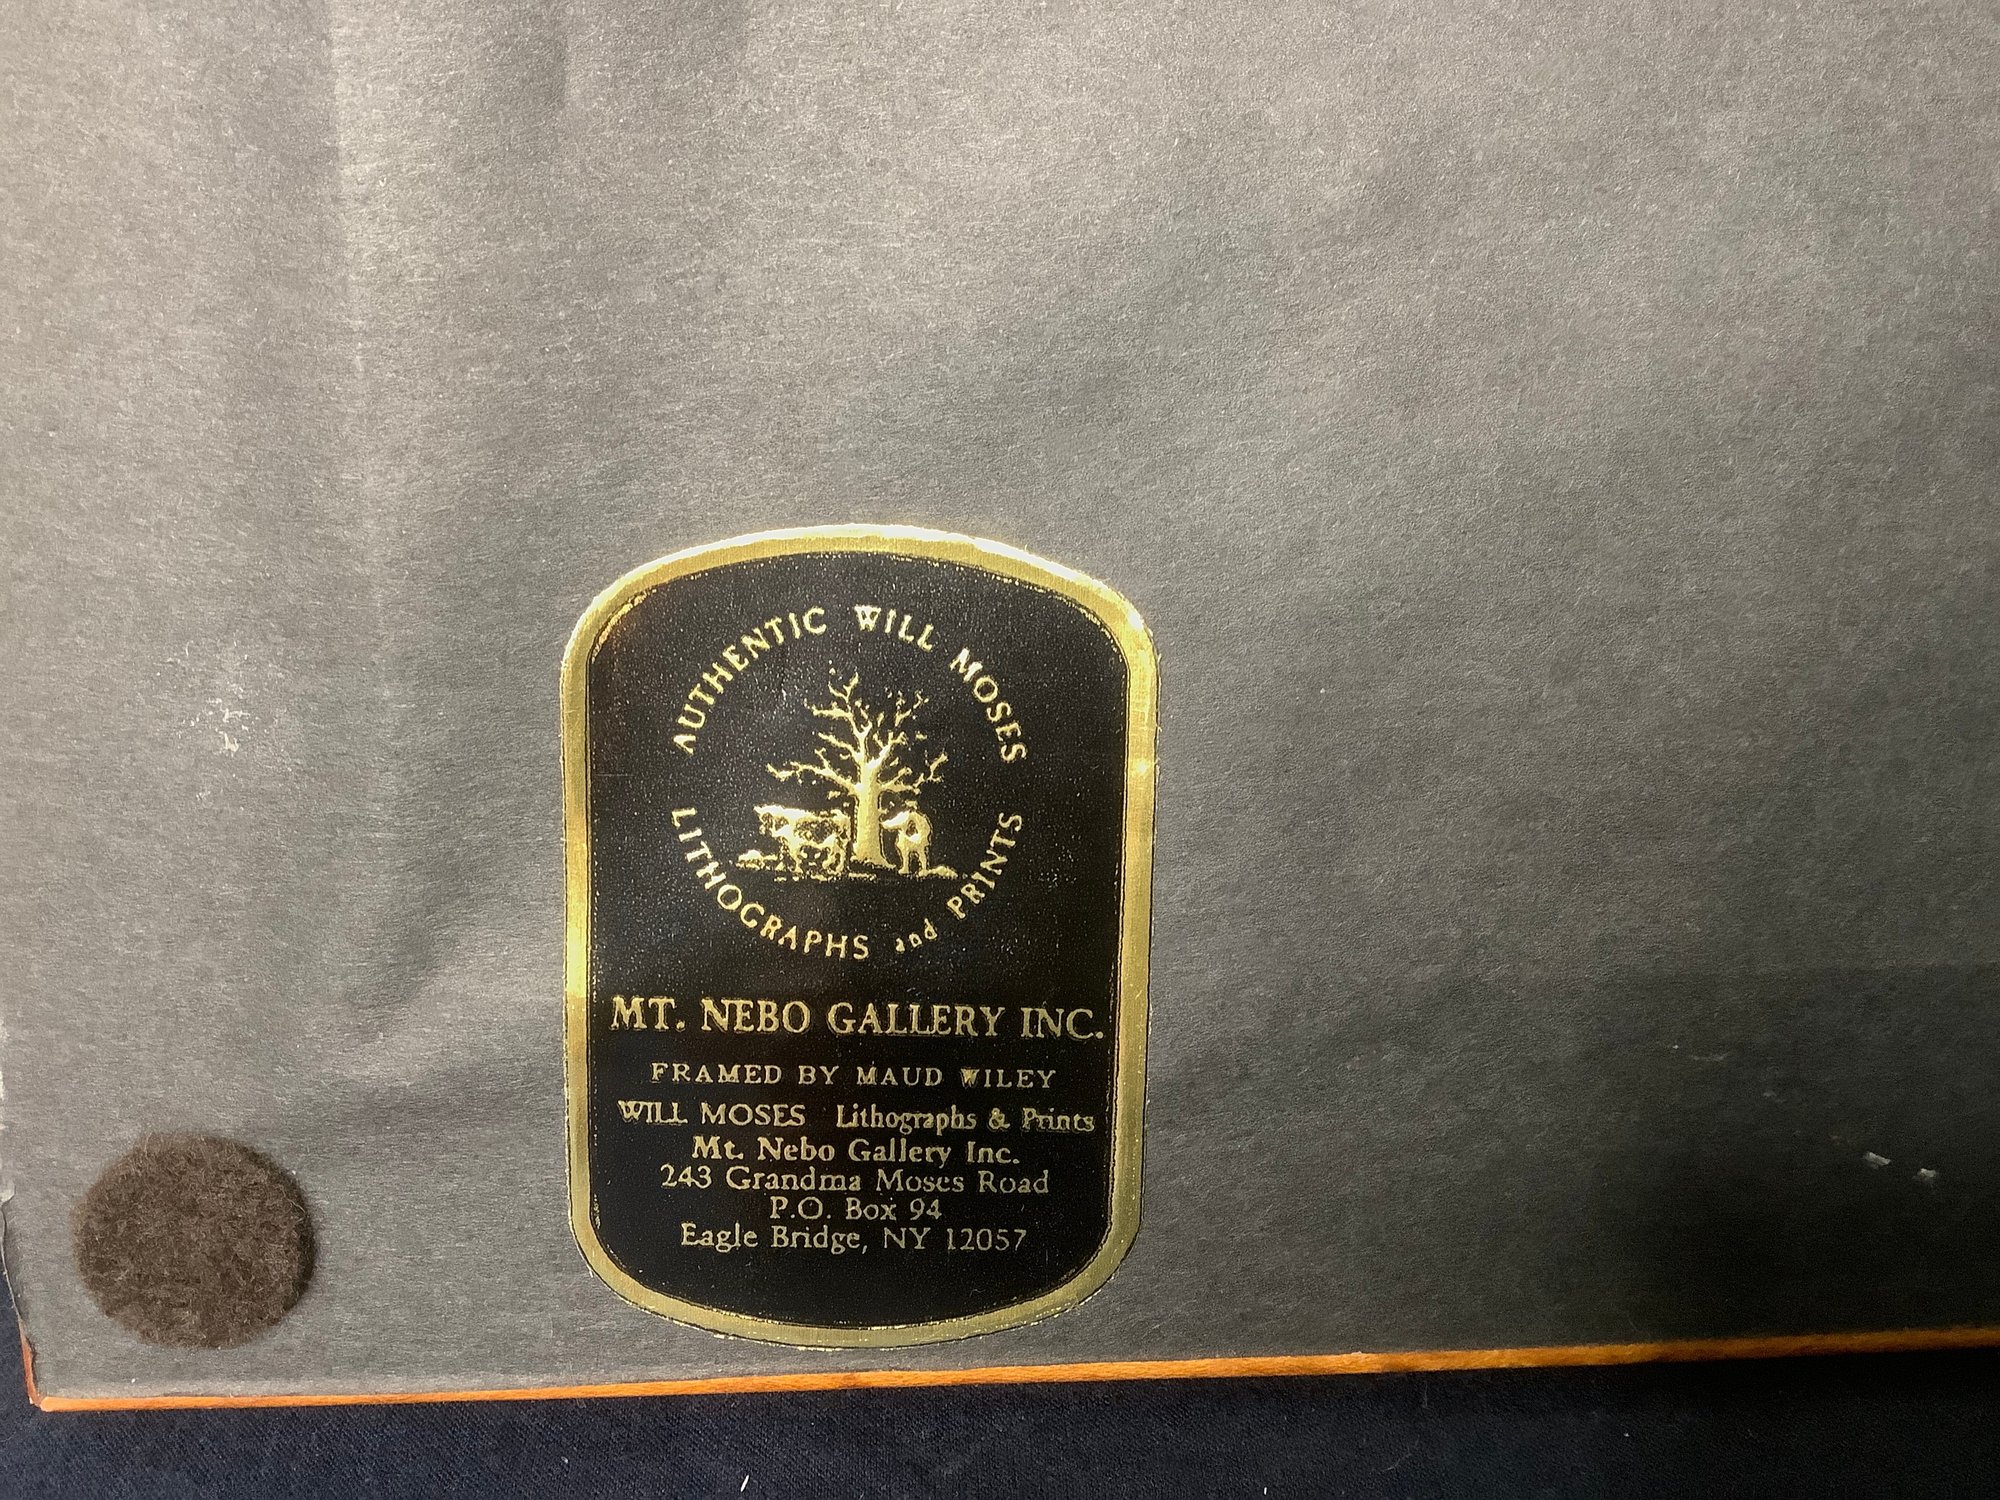 AUTHENTIC WILL MOSES
LITHOGRAPHS and PRINTS
MT. NEBO GALLERY INC.
FRAMED BY MAUD WILEY
WILL MOSES Lithographs & Prints
Mt. Nebo Gallery Inc.
243 Grandma Moses Road
P.O. Box 94
Eagle Bridge, NY 12057